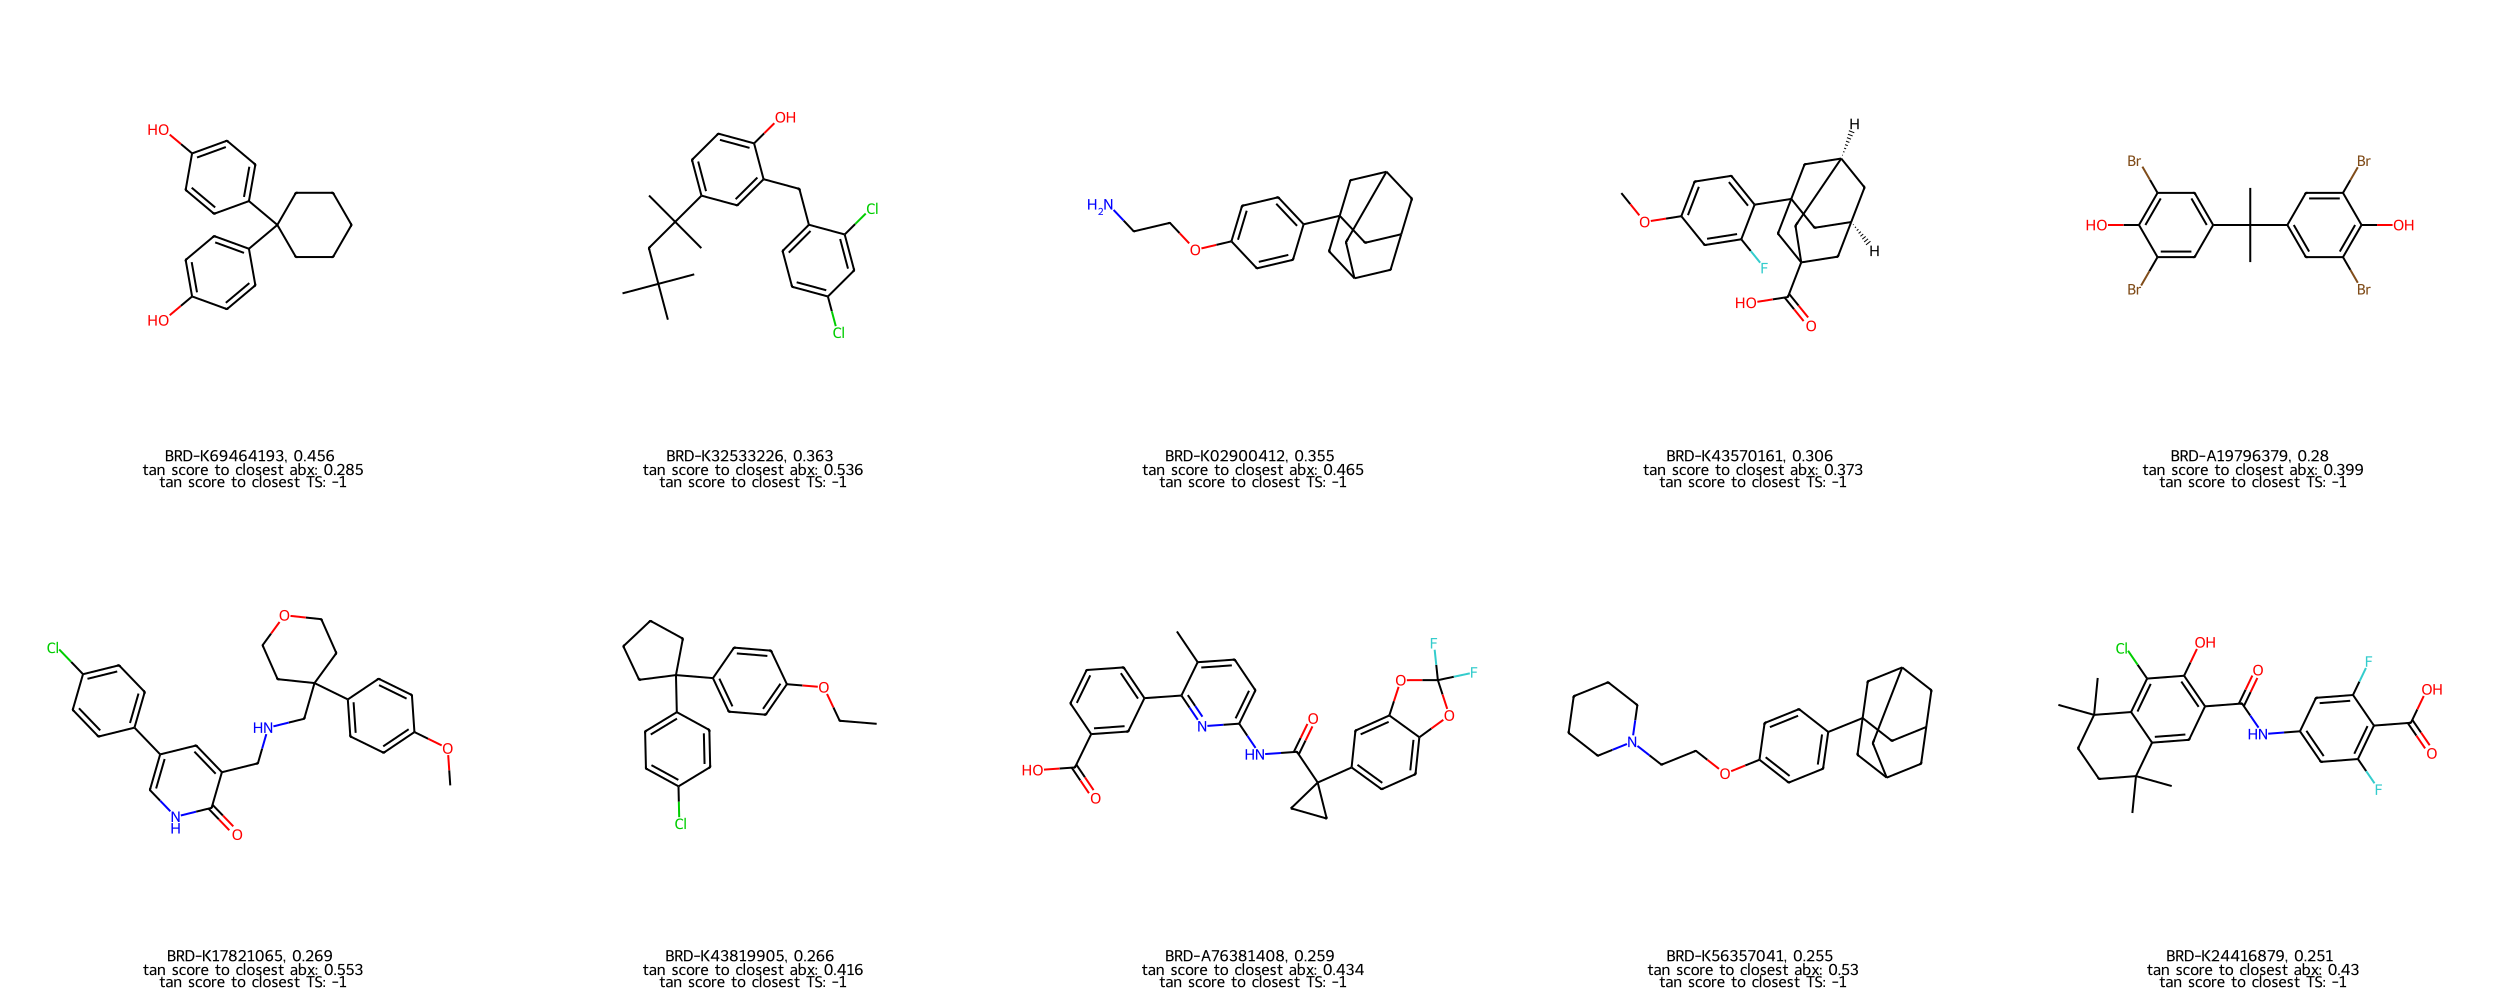 HO
HO
BRD-K69464193, 0.456
tan score to closest abx: 0.285
tan score to closest TS: -1
OH
Cl
Cl
BRD-K32533226, 0.363
tan score to closest abx: 0.536
tan score to closest TS: -1
H2N
O
BRD-K02900412, 0.355
tan score to closest abx: 0.465
tan score to closest TS: -1
H
O
F
H
HO
O
BRD-K43570161, 0.306
tan score to closest abx: 0.373
tan score to closest TS: -1
Br
Br
HO
OH
Br
Br
BRD-A19796379, 0.28
tan score to closest abx: 0.399
tan score to closest TS: -1
O
Cl
HN
O
N
H
O
BRD-K17821065, 0.269
tan score to closest abx: 0.553
tan score to closest TS: -1
O
Cl
BRD-K43819905, 0.266
tan score to closest abx: 0.416
tan score to closest TS: -1
F
F
O
O
O
N
HN
HO
O
BRD-A76381408, 0.259
tan score to closest abx: 0.434
tan score to closest TS: -1
N
O
BRD-K56357041, 0.255
tan score to closest abx: 0.53
tan score to closest TS: -1
Cl
OH
O
F
OH
HN
O
F
BRD-K24416879, 0.251
tan score to closest abx: 0.43
tan score to closest TS: -1